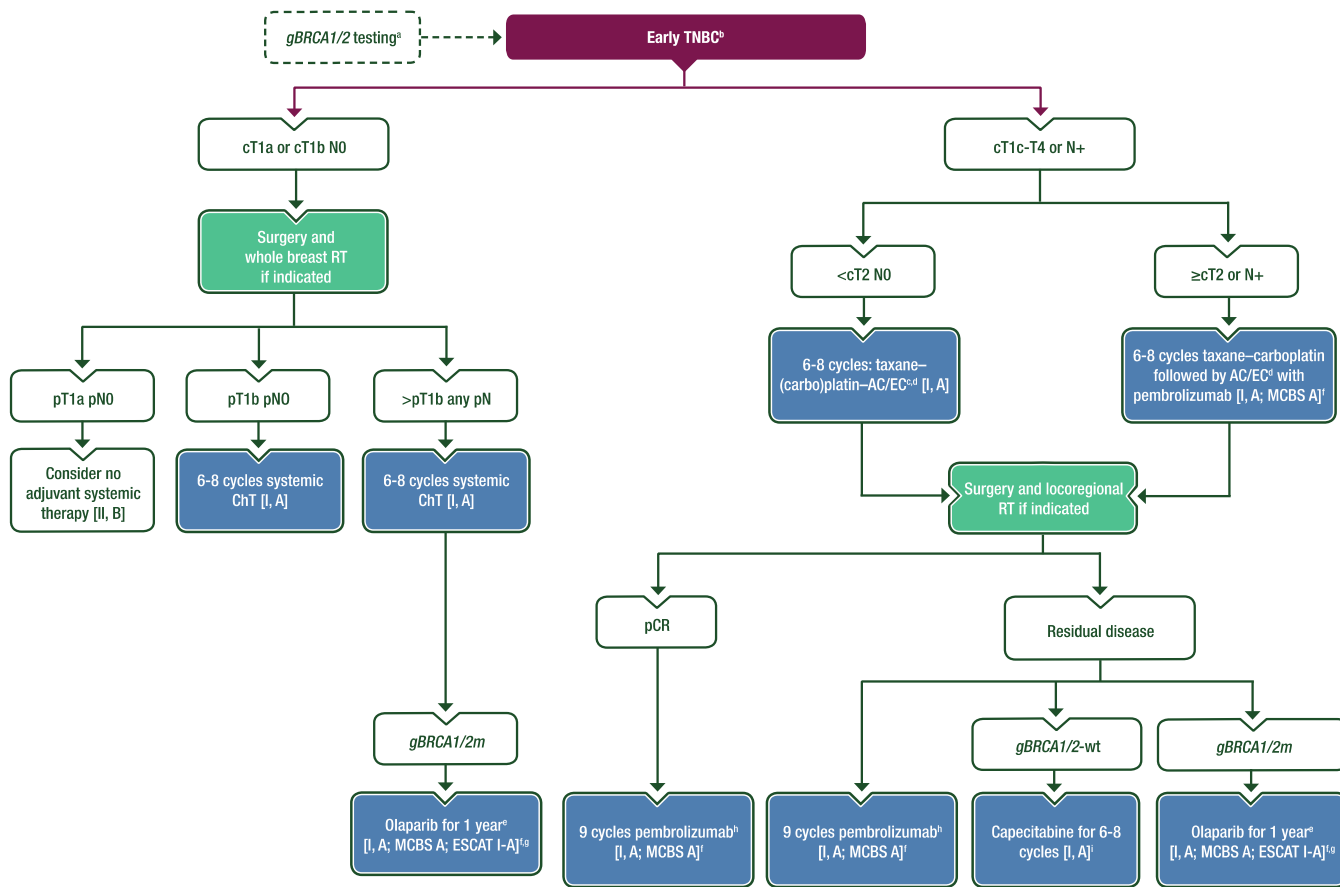 gBRCA1/2 testingᵃ
Early TNBCᵇ
cT1a or cT1b N0
cT1c-T4 or N+
Surgery and
whole breast RT
if indicated
<cT2 N0
≥cT2 or N+
pT1a pN0
pT1b pN0
>pT1b any pN
6-8 cycles: taxane–
(carbo)platin–AC/ECᶜ,ᵈ [I, A]
6-8 cycles taxane–carboplatin
followed by AC/ECᵈ with
pembrolizumab [I, A; MCBS A]ᶠ
Consider no
adjuvant systemic
therapy [II, B]
6-8 cycles systemic
ChT [I, A]
6-8 cycles systemic
ChT [I, A]
Surgery and locoregional
RT if indicated
pCR
Residual disease
gBRCA1/2m
gBRCA1/2-wt
gBRCA1/2m
Olaparib for 1 yearᵉ
[I, A; MCBS A; ESCAT I-A]ᶠ,ᵍ
9 cycles pembrolizumabʰ
[I, A; MCBS A]ᶠ
9 cycles pembrolizumabʰ
[I, A; MCBS A]ᶠ
Capecitabine for 6-8
cycles [I, A]ⁱ
Olaparib for 1 yearᵉ
[I, A; MCBS A; ESCAT I-A]ᶠ,ᵍ